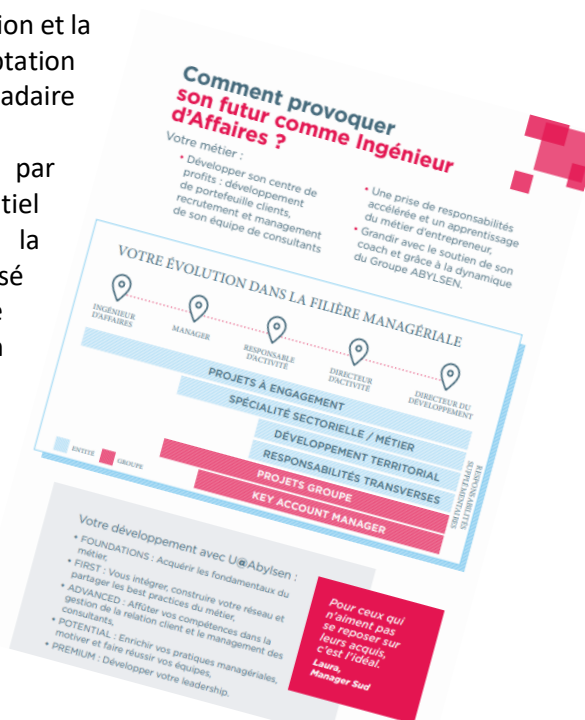 ion et la
ptation
adaire
par
tiel
la
sé
Comment provoquer
son futur comme Ingénieur
d'Affaires ?
Votre métier :
• Développer son centre de
profits : développement
de portefeuille clients,
recrutement et management
de son équipe de consultants
• Une prise de responsabilités
accélérée et un apprentissage
du métier d'entrepreneur,
• Grandir avec le soutien de son
coach et grâce à la dynamique
du Groupe ABYLSEN.
VOTRE ÉVOLUTION DANS LA FILIÈRE MANAGÉRIALE
INGÉNIEUR
D'AFFAIRES
MANAGER
RESPONSABLE
D'ACTIVITÉ
DIRECTEUR
D'ACTIVITÉ
DIRECTEUR DU
DÉVELOPPEMENT
PROJETS À ENGAGEMENT
SPÉCIALITÉ SECTORIELLE / MÉTIER
DÉVELOPPEMENT TERRITORIAL
RESPONSABILITÉS TRANSVERSES
PROJETS GROUPE
KEY ACCOUNT MANAGER
RESPONSABILITÉS
SUPPLÉMENTAIRES
ENTITÉ
GROUPE
Votre développement avec U@Abylsen :
• FOUNDATIONS : Acquérir les fondamentaux du
métier,
• FIRST : Vous intégrer, construire votre réseau et
partager les best practices du métier,
• ADVANCED : Affûter vos compétences dans la
gestion de la relation client et le management des
consultants,
• POTENTIAL : Enrichir vos pratiques managériales,
motiver et faire réussir vos équipes,
• PREMIUM : Développer votre leadership.
Pour ceux qui
n'aiment pas
se reposer sur
leurs acquis,
c'est l'idéal.
Laura,
Manager Sud